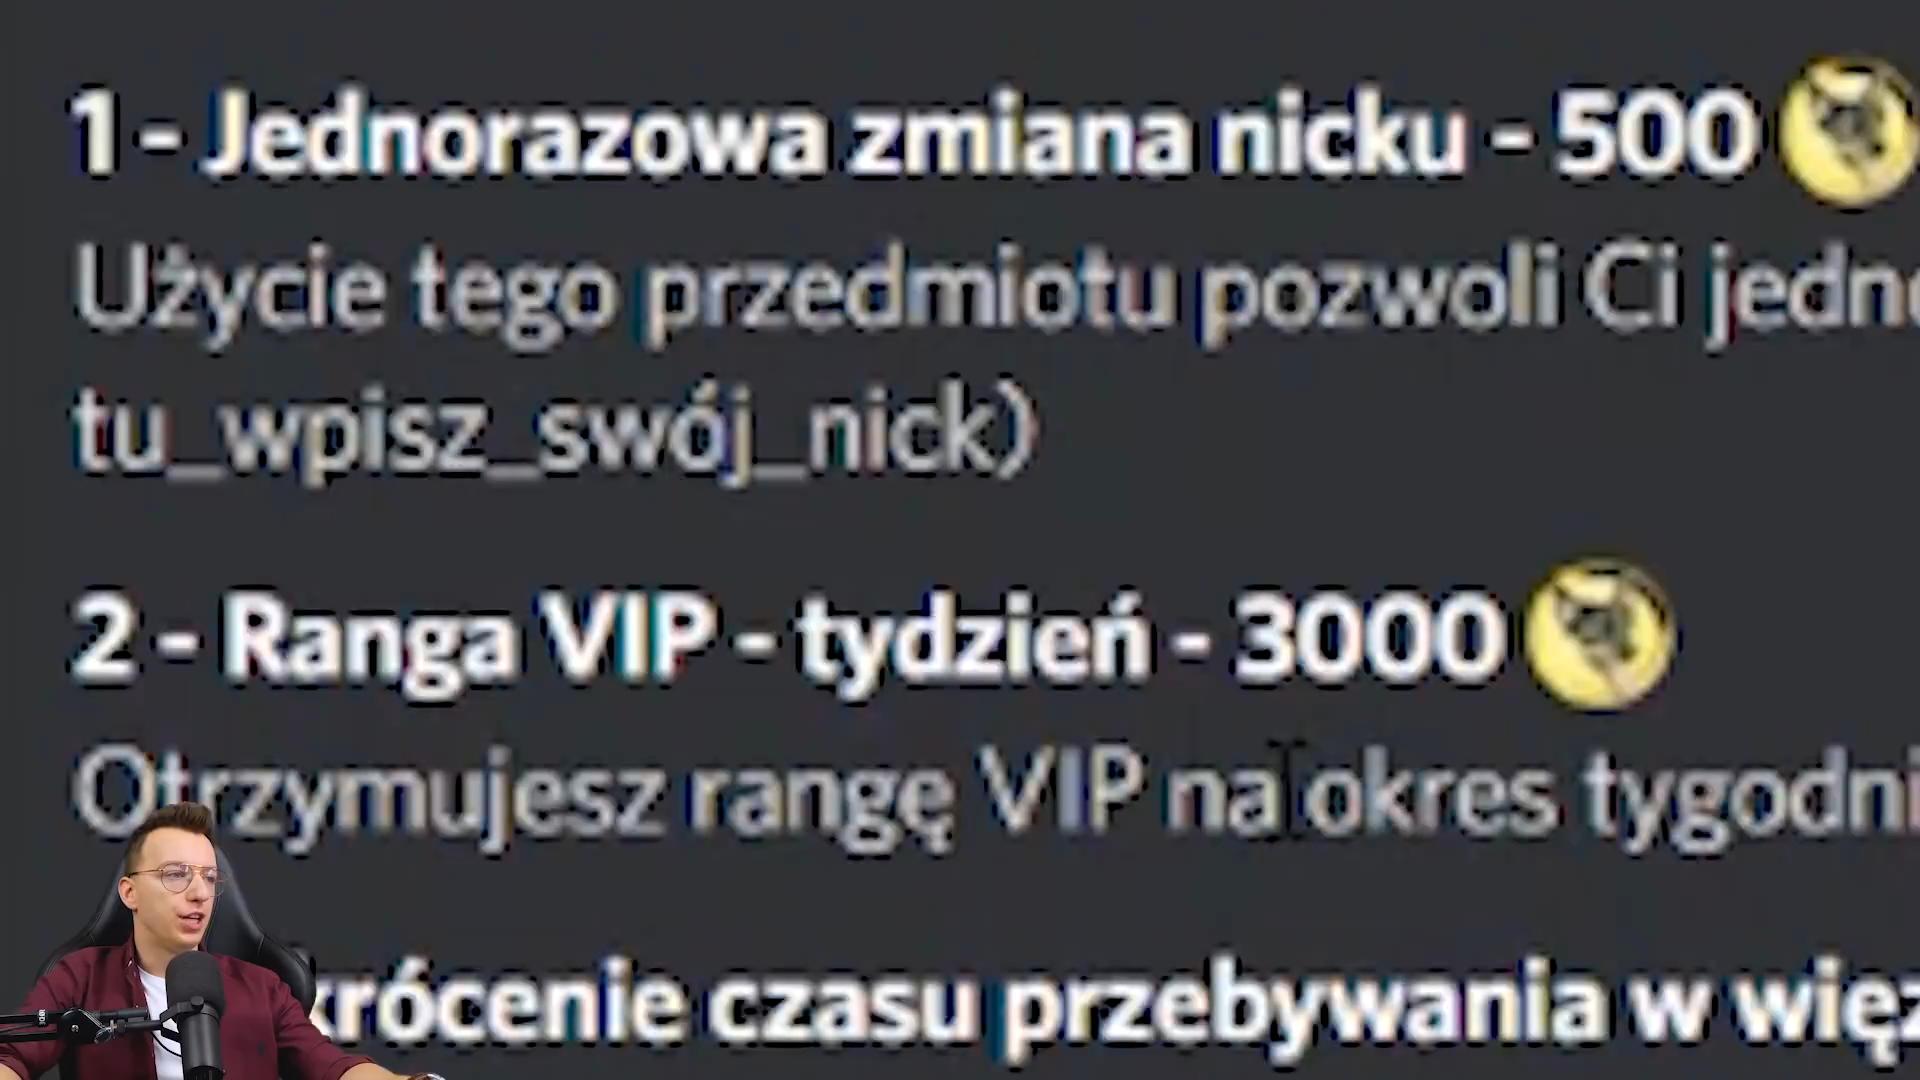 1 - Jednorazowa zmiana nicku - 500
Użycie tego przedmiotu pozwoli Ci
tu_wpisz_swój_nick)
2 - Ranga VIP - tydzień - 3000
Otrzymujesz rangę VIP na okres
czasu przebywania w